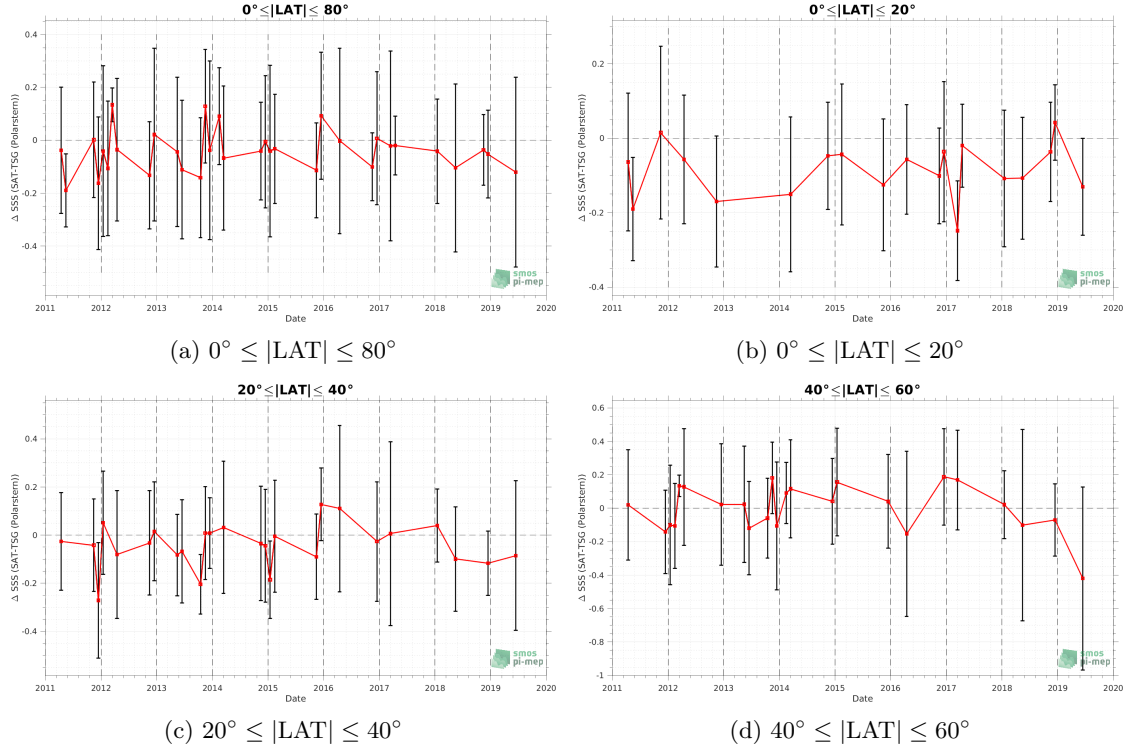 0°≤|LAT|≤ 80°
Δ SSS (SAT-TSG (Polarstern))
0.4
0.2
0
-0.2
-0.4
2011 2012 2013 2014 2015 2016 2017 2018 2019 2020
Date
smos
pi-mep
(a) 0° ≤ |LAT| ≤ 80°
0°≤|LAT|≤ 20°
Δ SSS (SAT-TSG (Polarstern))
0.2
0
-0.2
-0.4
2011 2012 2013 2014 2015 2016 2017 2018 2019 2020
Date
smos
pi-mep
(b) 0° ≤ |LAT| ≤ 20°
20°≤|LAT|≤ 40°
Δ SSS (SAT-TSG (Polarstern))
0.4
0.2
0
-0.2
-0.4
2011 2012 2013 2014 2015 2016 2017 2018 2019 2020
Date
smos
pi-mep
(c) 20° ≤ |LAT| ≤ 40°
40°≤|LAT|≤ 60°
Δ SSS (SAT-TSG (Polarstern))
0.6
0.4
0.2
0
-0.2
-0.4
-0.6
-0.8
-1
2011 2012 2013 2014 2015 2016 2017 2018 2019 2020
Date
smos
pi-mep
(d) 40° ≤ |LAT| ≤ 60°